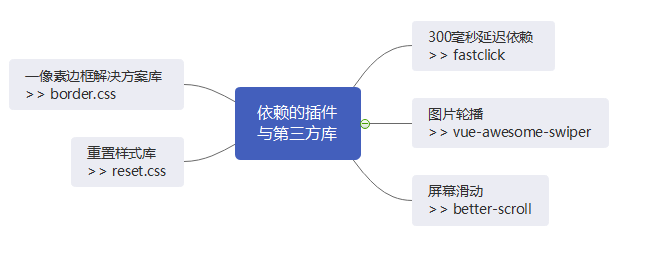 一像素边框解决方案库
>> border.css
重置样式库
>> reset.css
依赖的插件
与第三方库
300毫秒延迟依赖
>> fastclick
图片轮播
>> vue-awesome-swiper
屏幕滑动
>> better-scroll